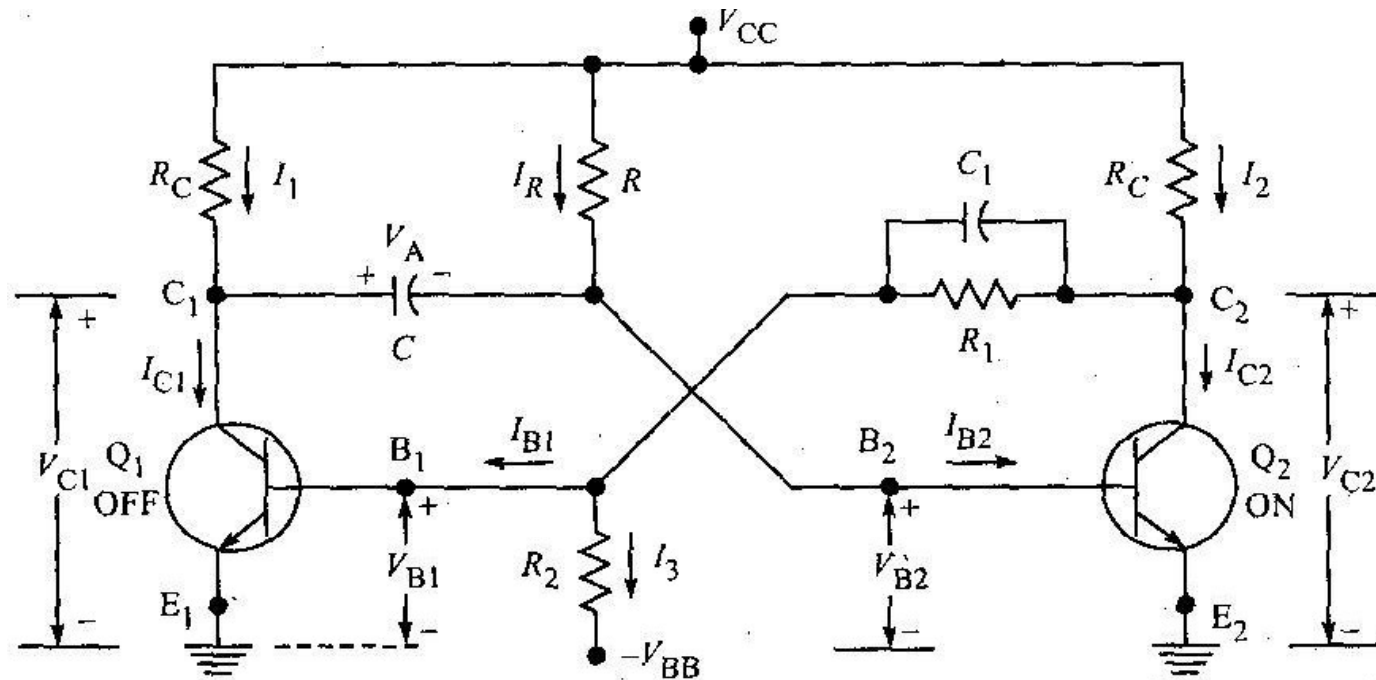 V_CC
C_1
R_C I_1 I_R R R_C I_2
V_A
+ −
C_1 C R_1 C_2
+ +
I_C1 I_C2
V_C1 Q_1 OFF B_1 I_B1 B_2 I_B2 Q_2 ON V_C2
+ +
V_B1 R_2 I_3 V_B2
E_1 E_2
− − − −
−V_BB